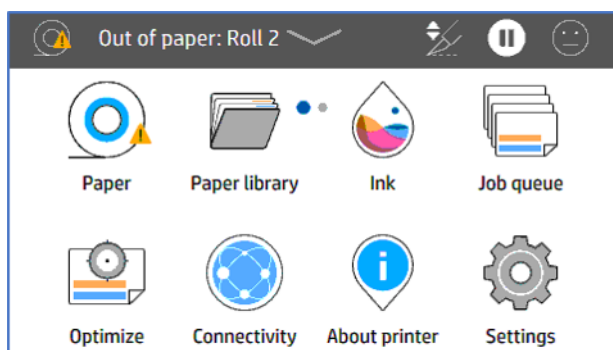 Out of paper: Roll 2
Paper Paper library Ink Job queue
i
Optimize Connectivity About printer Settings